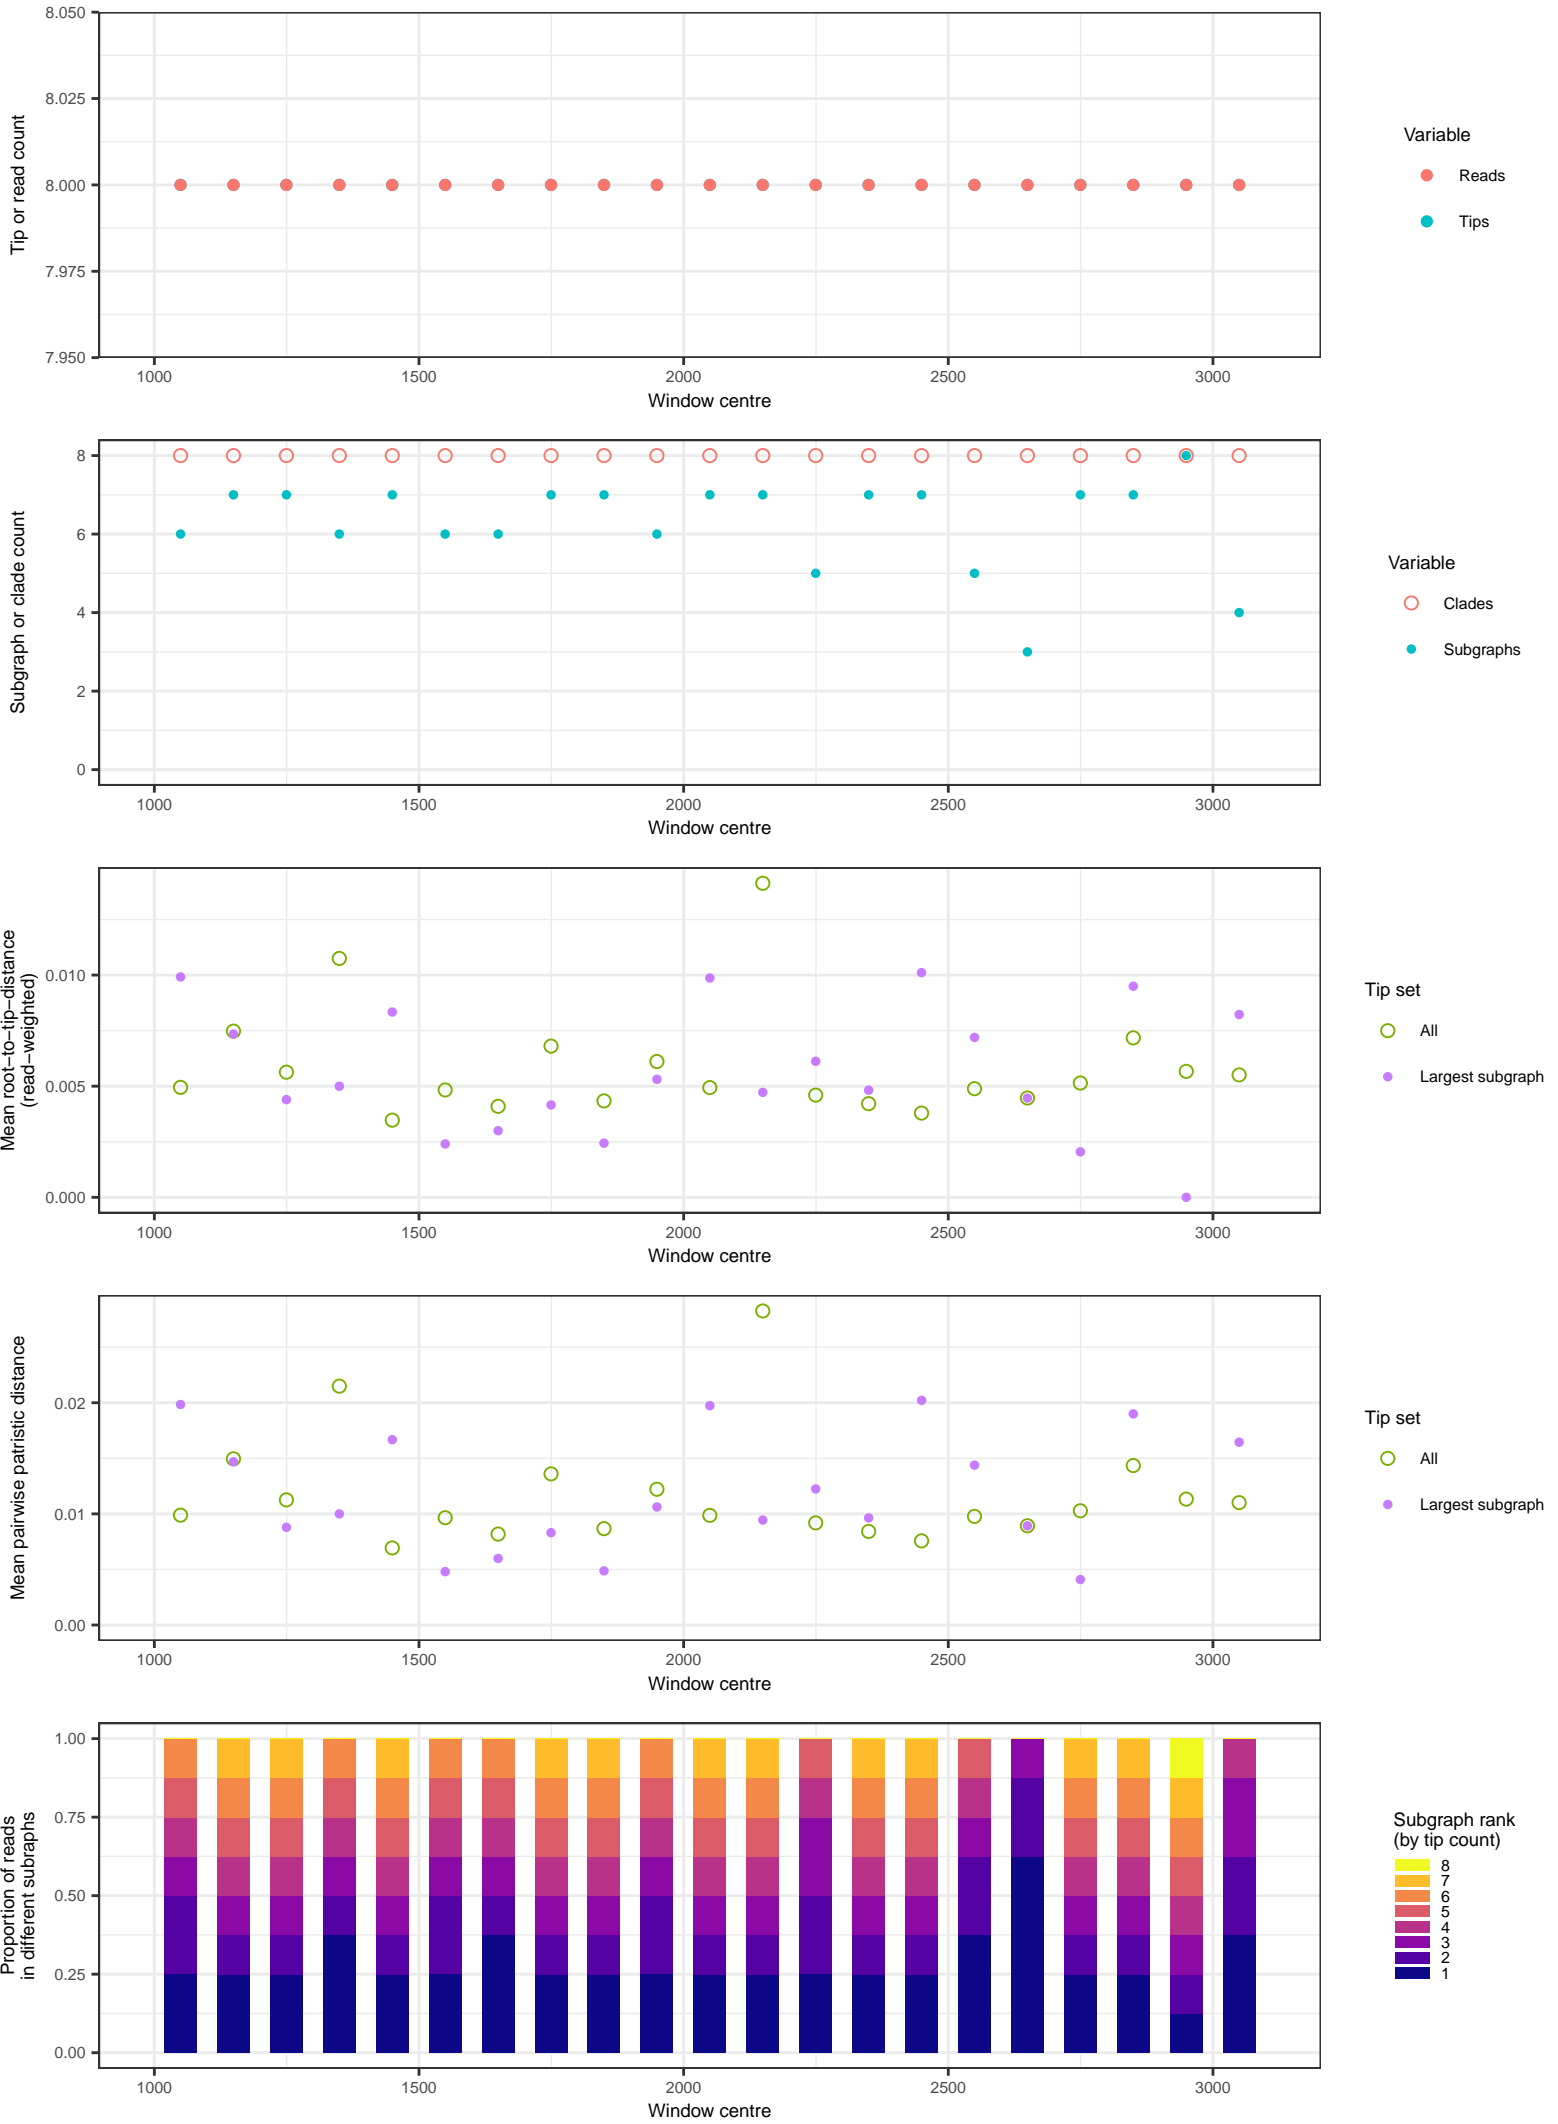 8.050
8.025
8.000
7.975
7.950
Tip or read count
1000 1500 2000 2500 3000
Window centre
Variable
Reads
Tips
8
6
4
2
0
Subgraph or clade count
1000 1500 2000 2500 3000
Window centre
Variable
Clades
Subgraphs
0.010
0.005
0.000
Mean root−to−tip−distance
(read−weighted)
1000 1500 2000 2500 3000
Window centre
Tip set
All
Largest subgraph
0.02
0.01
0.00
Mean pairwise patristic distance
1000 1500 2000 2500 3000
Window centre
Tip set
All
Largest subgraph
1.00
0.75
0.50
0.25
0.00
Proportion of reads
in different subgraphs
1000 1500 2000 2500 3000
Window centre
Subgraph rank
(by tip count)
8
7
6
5
4
3
2
1